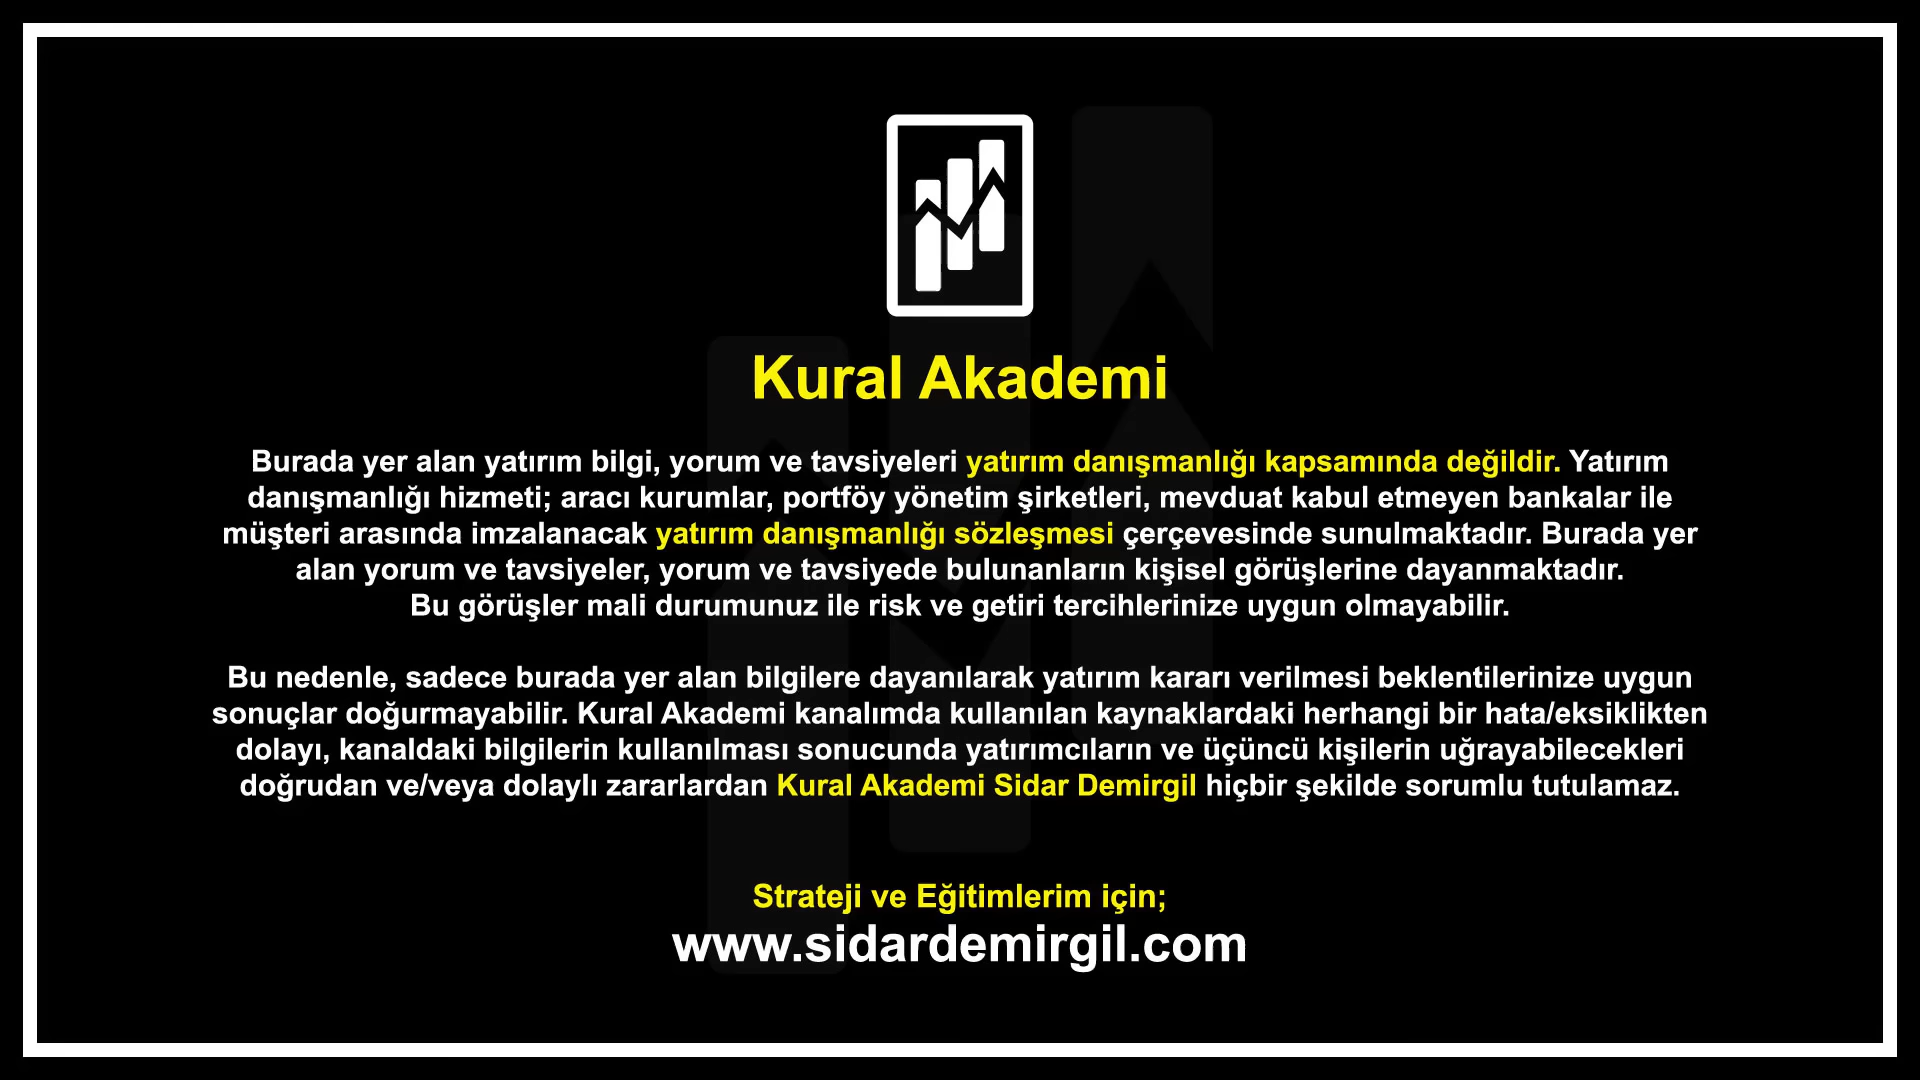 Kural Akademi
Burada yer alan yatırım bilgi, yorum ve tavsiyeleri yatırım danışmanlığı kapsamında değildir. Yatırım
danışmanlığı hizmeti; aracı kurumlar, portföy yönetim şirketleri, mevduat kabul etmeyen bankalar ile
müşteri arasında imzalanacak yatırım danışmanlığı sözleşmesi çerçevesinde sunulmaktadır. Burada yer
alan yorum ve tavsiyeler, yorum ve tavsiyede bulunanların kişisel görüşlerine dayanmaktadır.
Bu görüşler mali durumunuz ile risk ve getiri tercihlerinize uygun olmayabilir.
Bu nedenle, sadece burada yer alan bilgilere dayanılarak yatırım kararı verilmesi beklentilerinize uygun
sonuçlar doğurmayabilir. Kural Akademi kanalımda kullanılan kaynaklardaki herhangi bir hata/eksiklikten
dolayı, kanaldaki bilgilerin kullanılması sonucunda yatırımcıların ve üçüncü kişilerin uğrayabilecekleri
doğrudan ve/veya dolaylı zararlardan Kural Akademi Sidar Demirgil hiçbir şekilde sorumlu tutulamaz.
Strateji ve Eğitimlerim için;
www.sidardemirgil.com